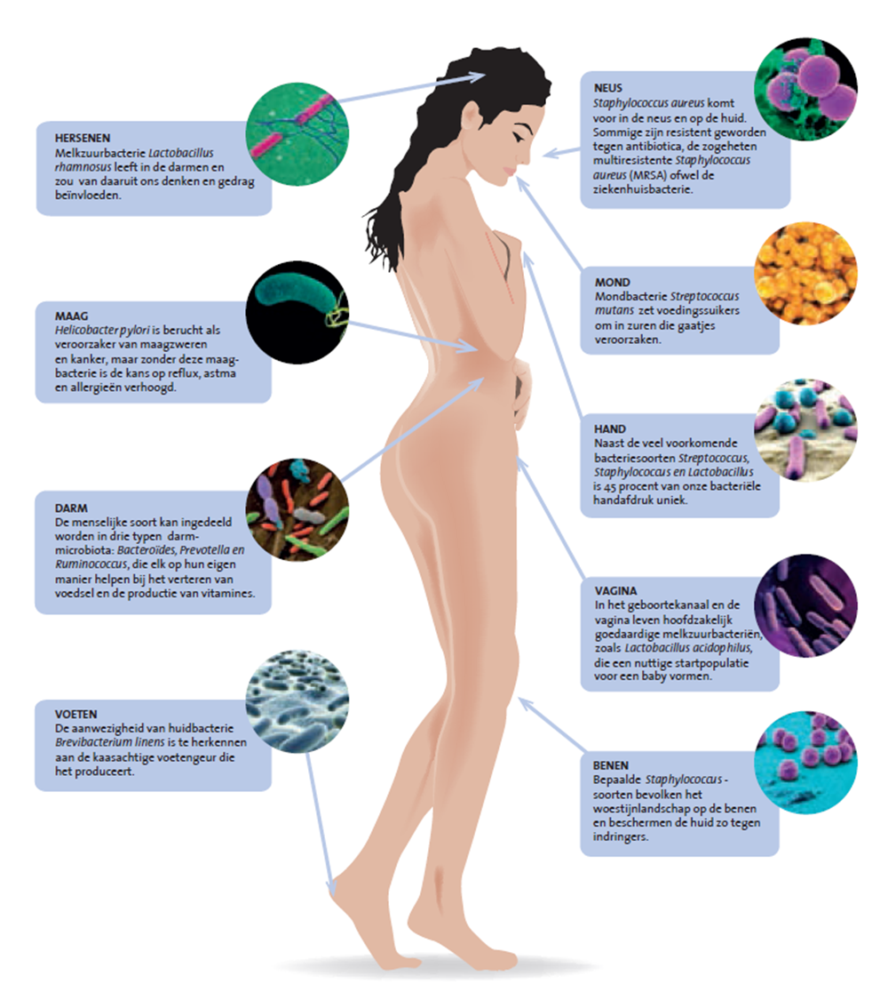 HERSENEN
Melkzuurbacterie Lactobacillus
rhamnosus leeft in de darmen en
zou van daaruit ons denken en gedrag
beïnvloeden.
MAAG
Helicobacter pylori is berucht als
veroorzaker van maagzweren
en kanker, maar zonder deze maag-
bacterie is de kans op reflux, astma
en allergieën verhoogd.
DARM
De menselijke soort kan ingedeeld
worden in drie typen darm-
microbiota: Bacteroïdes, Prevotella en
Ruminococcus, die elk op hun eigen
manier helpen bij het verteren van
voedsel en de productie van vitamines.
VOETEN
De aanwezigheid van huidbacterie
Brevibacterium linens is te herkennen
aan de kaasachtige voetengeur die
het produceert.
NEUS
Staphylococcus aureus komt
voor in de neus en op de huid.
Sommige zijn resistent geworden
tegen antibiotica, de zogeheten
multiresistente Staphylococcus
aureus (MRSA) ofwel de
ziekenhuisbacterie.
MOND
Mondbacterie Streptococcus
mutans zet voedingssuikers
om in zuren die gaatjes
veroorzaken.
HAND
Naast de veel voorkomende
bacteriesoorten Streptococcus,
Staphylococcus en Lactobacillus
is 45 procent van onze bacteriële
handafdruk uniek.
VAGINA
In het geboortekanaal en de
vagina leven hoofdzakelijk
goedaardige melkzuurbacteriën,
zoals Lactobacillus acidophilus,
die een nuttige startpopulatie
voor een baby vormen.
BENEN
Bepaalde Staphylococcus -
soorten bevolken het
woestijnlandschap op de benen
en beschermen de huid zo tegen
indringers.